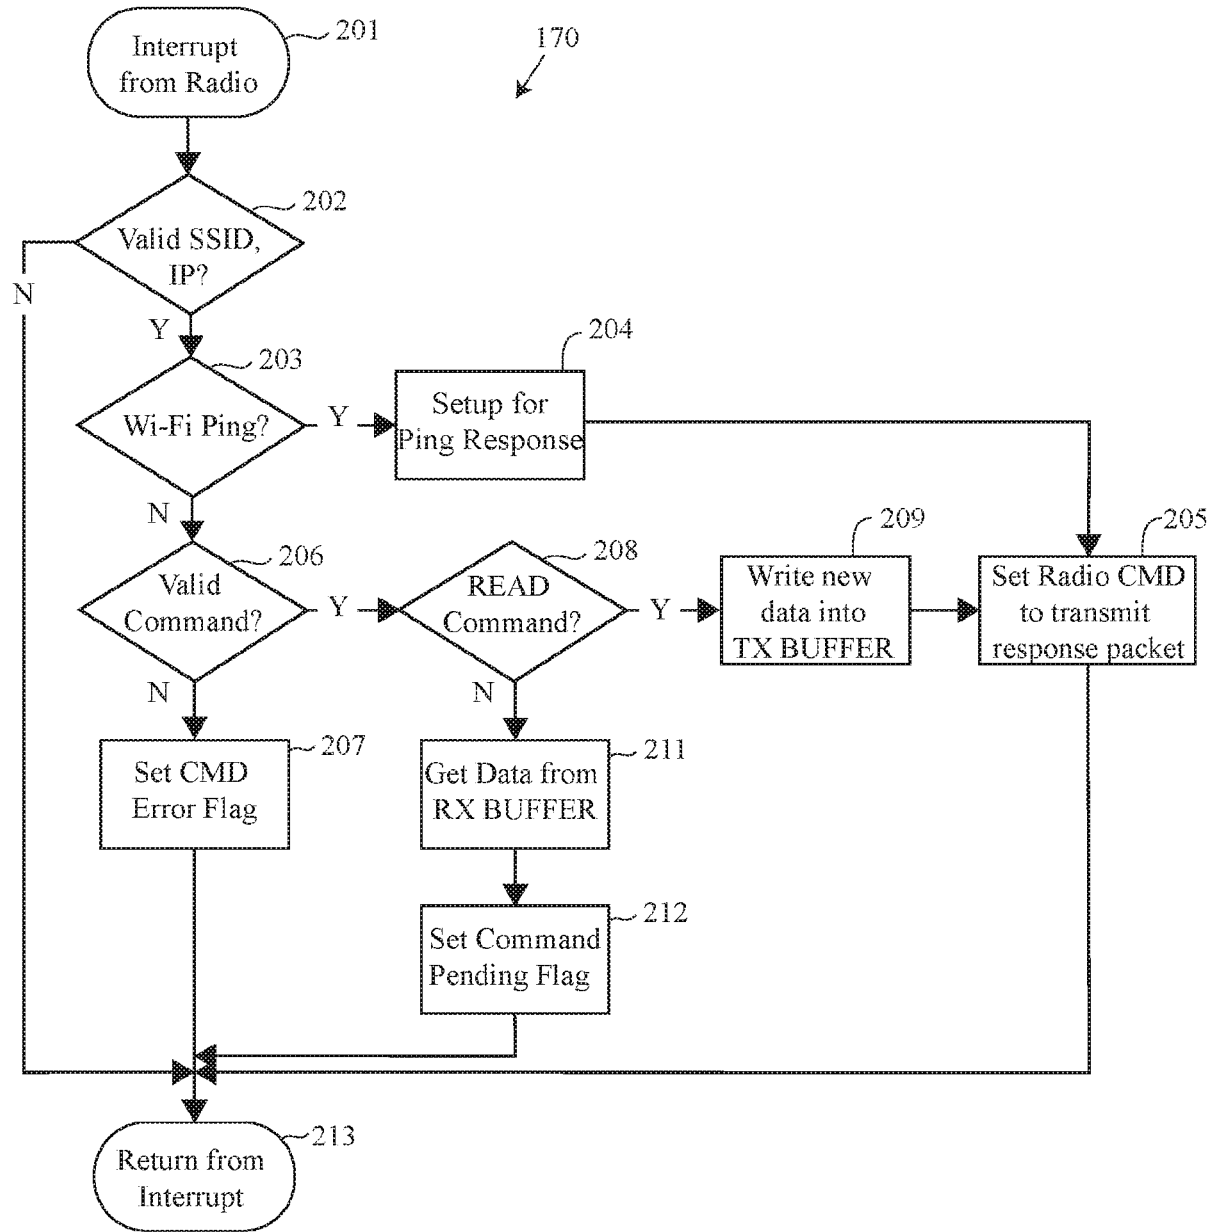 Interrupt
from Radio
201
170
Valid SSID,
IP?
202
N
Y
Wi-Fi Ping?
203
Y
Setup for
Ping Response
204
N
Valid
Command?
206
Y
READ
Command?
208
Y
Write new
data into
TX BUFFER
209
Set Radio CMD
to transmit
response packet
205
N
N
Set CMD
Error Flag
207
Get Data from
RX BUFFER
211
Set Command
Pending Flag
212
Return from
Interrupt
213